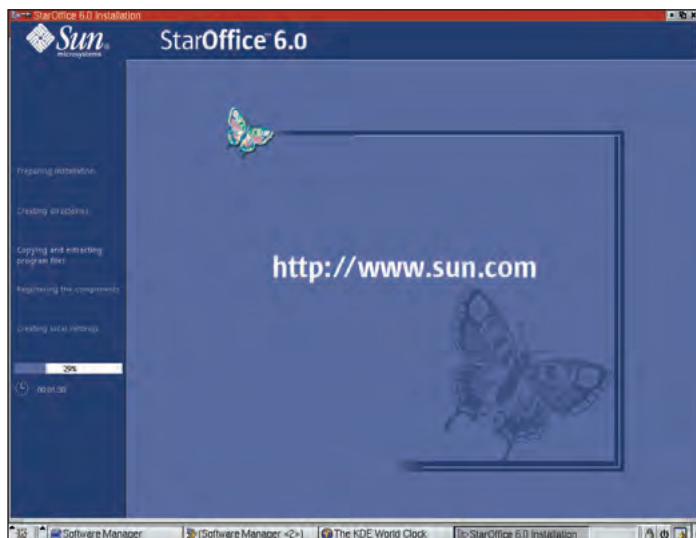 StarOffice 6.0 Installation
Sun
microsystems
StarOffice™ 6.0
Preparing installation
Creating directories
Copying and extracting
program files
Registering the components
Creating local settings
http://www.sun.com
29%
00:01:30
Software Manager
(Software Manager <2>)
The KDE World Clock
StarOffice 6.0 Installation